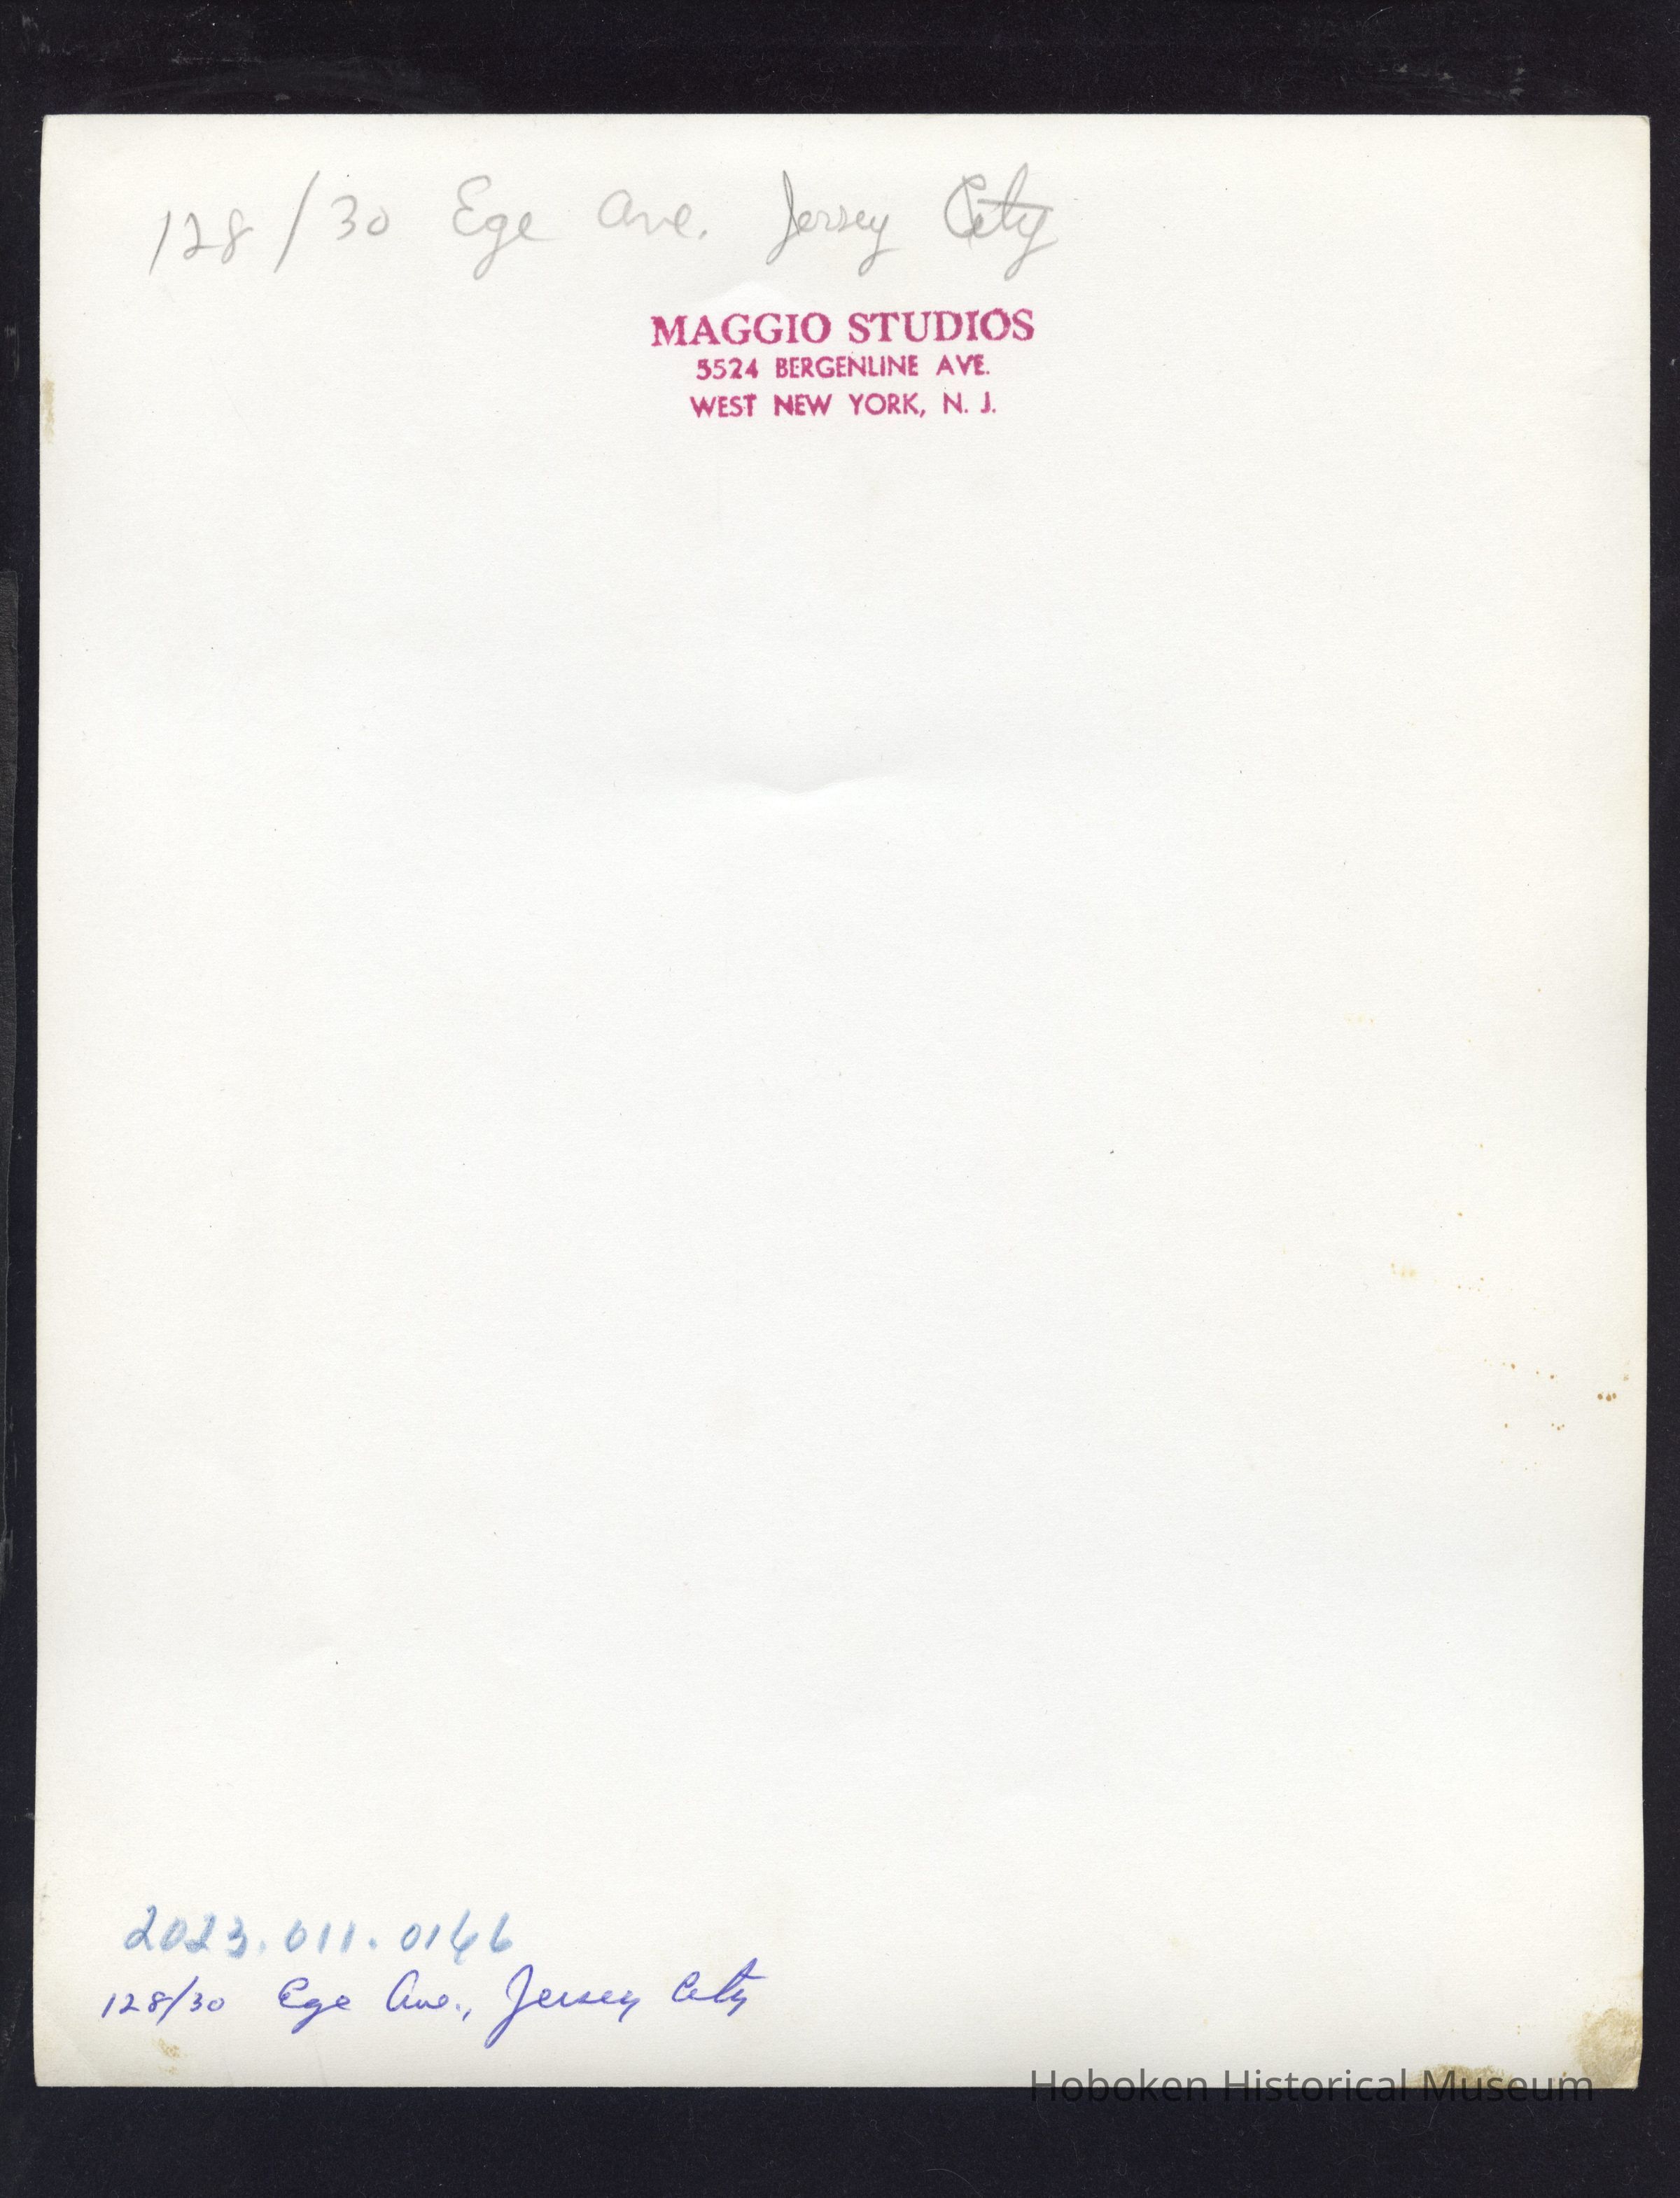 128/30 Ege Ave. Jersey City
MAGGIO STUDIOS
5524 BERGENLINE AVE.
WEST NEW YORK, N. J.
2023.011.0166
128/30 Ege Ave., Jersey City
Hoboken Historical Museum